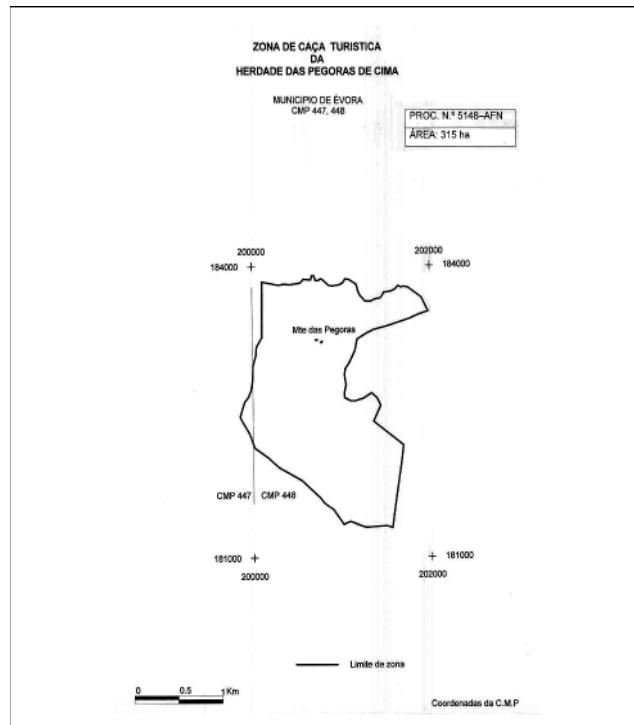 ZONA DE CAÇA TURISTICA
DA
HERDADE DAS PEGORAS DE CIMA
MUNICIPIO DE ÉVORA
CMP 447, 448
PROC. N.º 5148–AFN
ÁREA: 315 ha
200000
202000
184000
184000
Mte das Pegoras
CMP 447
CMP 448
181000
181000
200000
202000
Limite de zona
0 0.5 1Km
Coordenadas da C.M.P